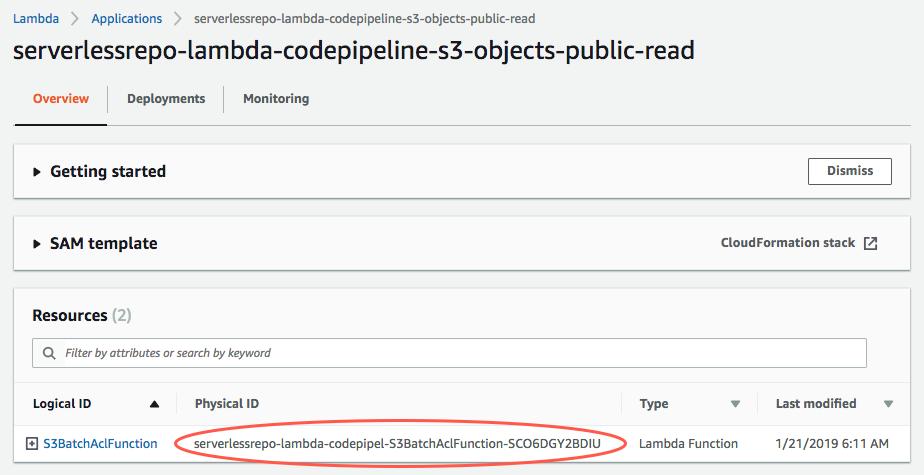 Lambda > Applications > serverlessrepo-lambda-codepipeline-s3-objects-public-read
serverlessrepo-lambda-codepipeline-s3-objects-public-read
Overview Deployments Monitoring
Getting started Dismiss
SAM template CloudFormation stack
Resources (2)
Filter by attributes or search by keyword
Logical ID Physical ID Type Last modified
S3BatchAclFunction serverlessrepo-lambda-codepipel-S3BatchAclFunction-SCO6DGY2BDIU Lambda Function 1/21/2019 6:11 AM